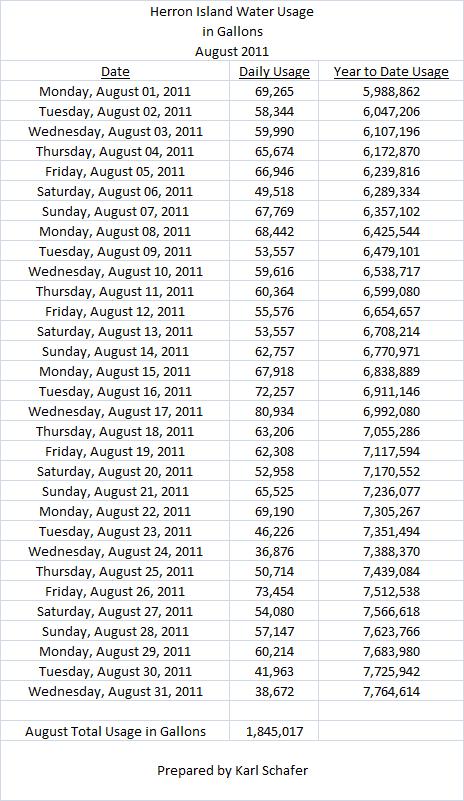 Herron Island Water Usage
in Gallons
August 2011
Date Daily Usage Year to Date Usage
Monday, August 01, 2011 69,265 5,988,862
Tuesday, August 02, 2011 58,344 6,047,206
Wednesday, August 03, 2011 59,990 6,107,196
Thursday, August 04, 2011 65,674 6,172,870
Friday, August 05, 2011 66,946 6,239,816
Saturday, August 06, 2011 49,518 6,289,334
Sunday, August 07, 2011 67,769 6,357,102
Monday, August 08, 2011 68,442 6,425,544
Tuesday, August 09, 2011 53,557 6,479,101
Wednesday, August 10, 2011 59,616 6,538,717
Thursday, August 11, 2011 60,364 6,599,080
Friday, August 12, 2011 55,576 6,654,657
Saturday, August 13, 2011 53,557 6,708,214
Sunday, August 14, 2011 62,757 6,770,971
Monday, August 15, 2011 67,918 6,838,889
Tuesday, August 16, 2011 72,257 6,911,146
Wednesday, August 17, 2011 80,934 6,992,080
Thursday, August 18, 2011 63,206 7,055,286
Friday, August 19, 2011 62,308 7,117,594
Saturday, August 20, 2011 52,958 7,170,552
Sunday, August 21, 2011 65,525 7,236,077
Monday, August 22, 2011 69,190 7,305,267
Tuesday, August 23, 2011 46,226 7,351,494
Wednesday, August 24, 2011 36,876 7,388,370
Thursday, August 25, 2011 50,714 7,439,084
Friday, August 26, 2011 73,454 7,512,538
Saturday, August 27, 2011 54,080 7,566,618
Sunday, August 28, 2011 57,147 7,623,766
Monday, August 29, 2011 60,214 7,683,980
Tuesday, August 30, 2011 41,963 7,725,942
Wednesday, August 31, 2011 38,672 7,764,614
August Total Usage in Gallons 1,845,017
Prepared by Karl Schafer